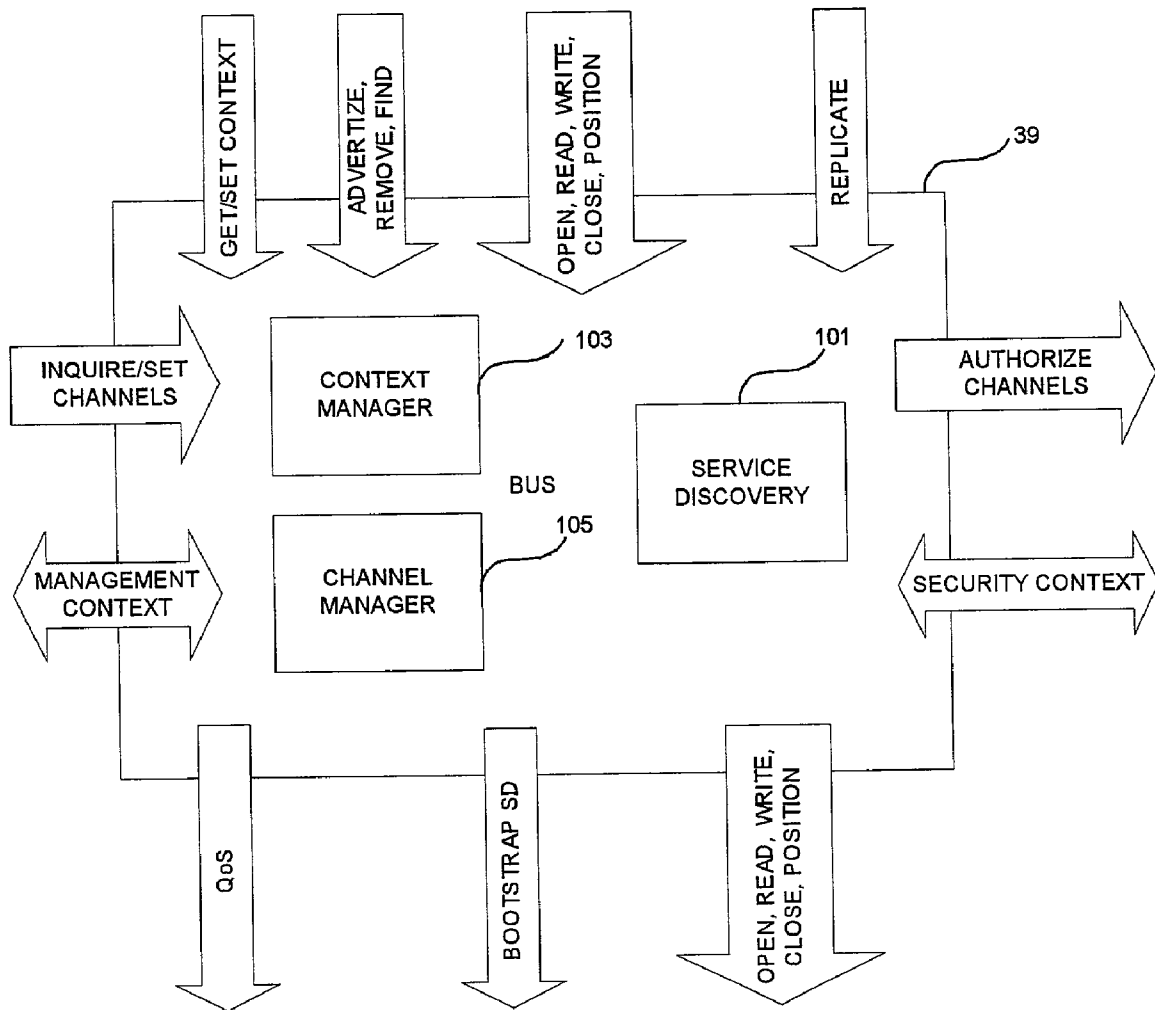 GET/SET CONTEXT
ADVERTIZE,
REMOVE, FIND
OPEN, READ, WRITE,
CLOSE, POSITION
REPLICATE
39
INQUIRE/SET
CHANNELS
103
CONTEXT
MANAGER
101
AUTHORIZE
CHANNELS
SERVICE
DISCOVERY
BUS
105
MANAGEMENT
CONTEXT
CHANNEL
MANAGER
SECURITY CONTEXT
QoS
BOOTSTRAP SD
OPEN, READ, WRITE,
CLOSE, POSITION